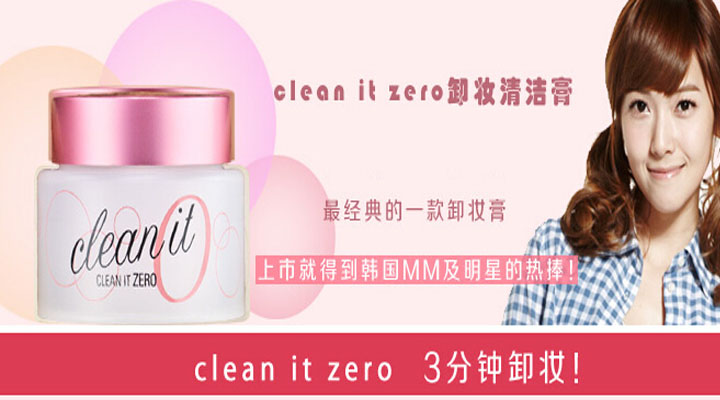 clean it zero卸妆清洁膏
clean it 0
CLEAN IT ZERO
最经典的一款卸妆膏
上市就得到韩国MM及明星的热捧!
clean it zero 3分钟卸妆!